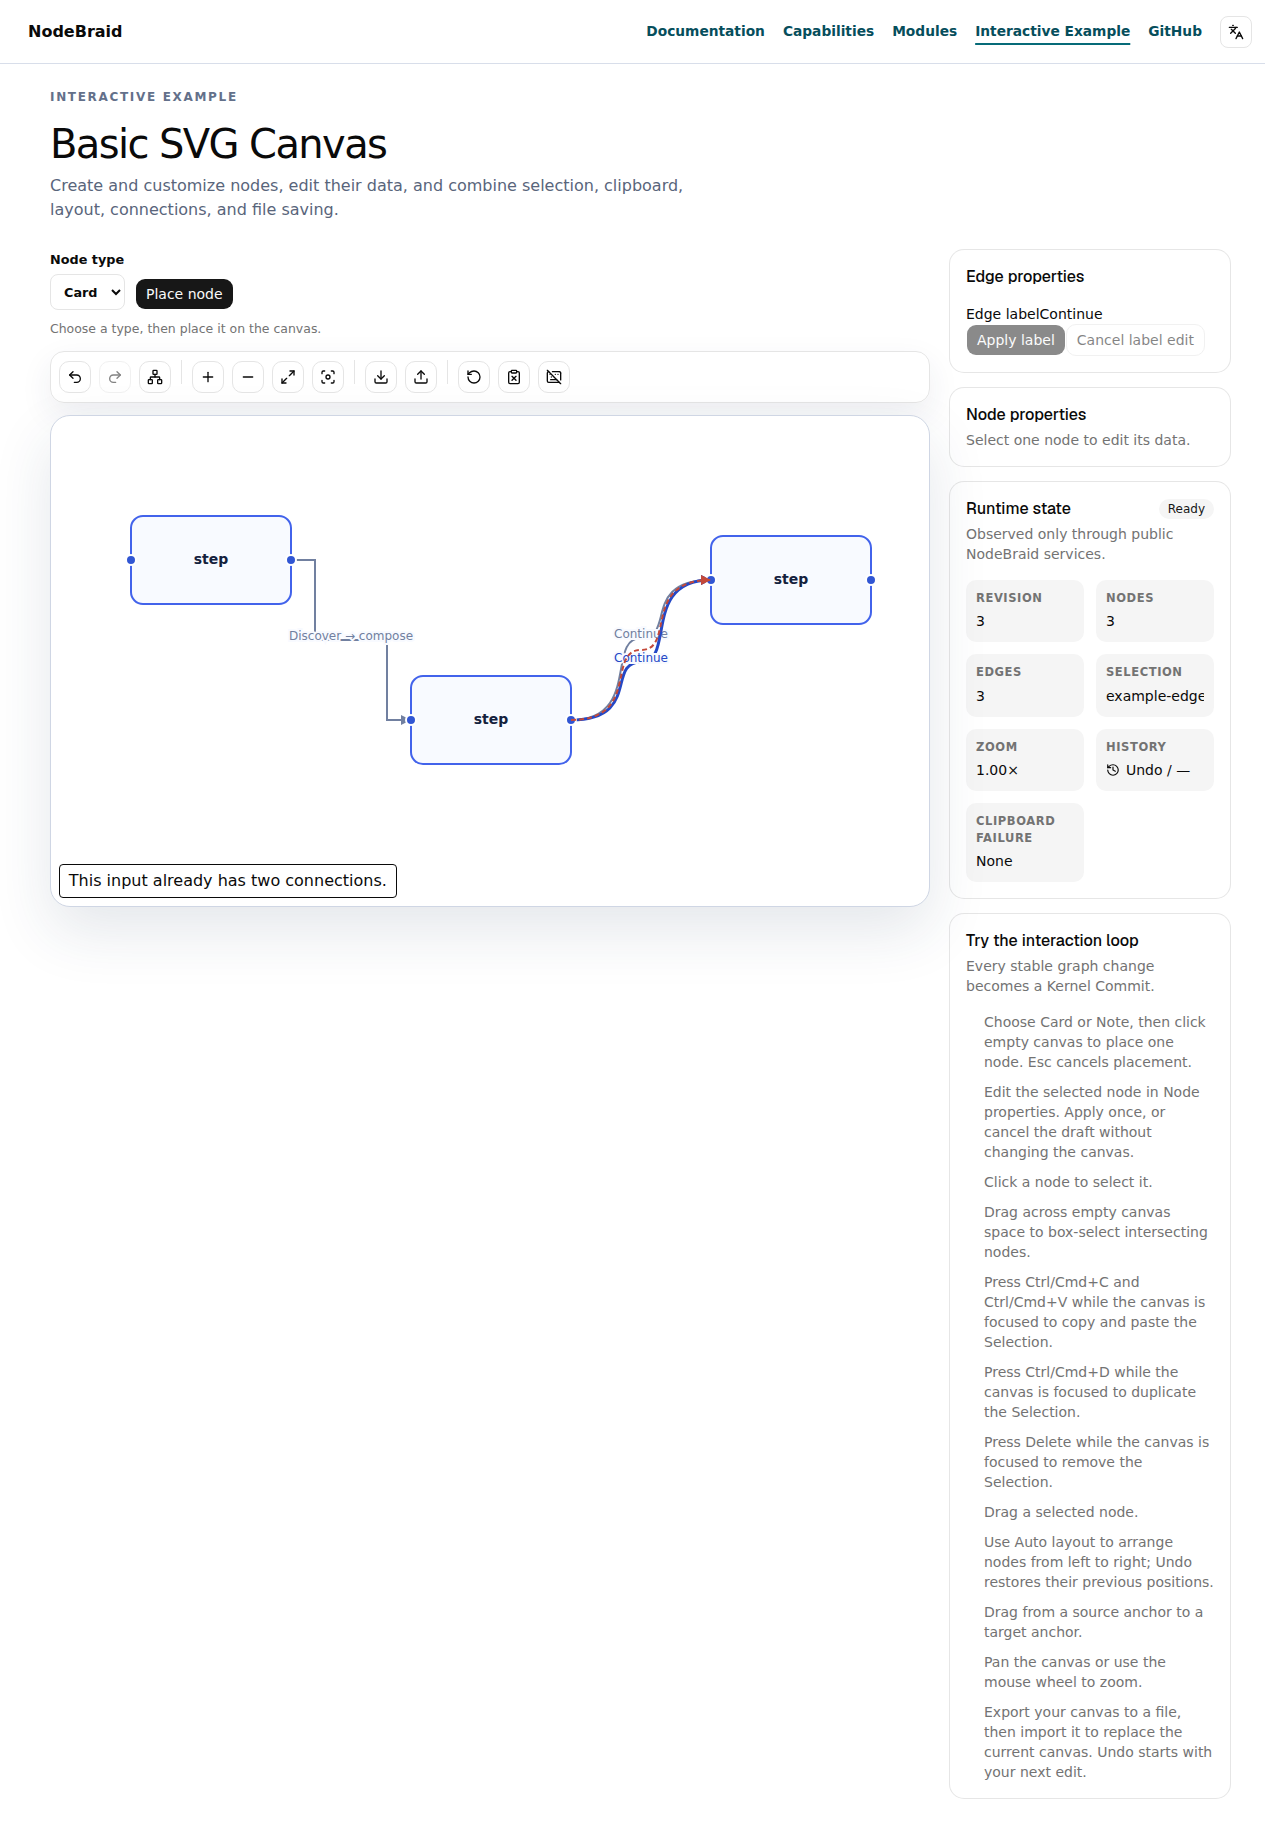 NodeBraid
Documentation Capabilities Modules Interactive Example GitHub
INTERACTIVE EXAMPLE
Basic SVG Canvas
Create and customize nodes, edit their data, and combine selection, clipboard,
layout, connections, and file saving.
Node type
Card
Place node
Choose a type, then place it on the canvas.
step
step
Discover → compose
Continue
Continue
step
This input already has two connections.
Edge properties
Edge labelContinue
Apply label Cancel label edit
Node properties
Select one node to edit its data.
Runtime state Ready
Observed only through public
NodeBraid services.
REVISION
3
NODES
3
EDGES
3
SELECTION
example-edge
ZOOM
1.00×
HISTORY
Undo / —
CLIPBOARD
FAILURE
None
Try the interaction loop
Every stable graph change
becomes a Kernel Commit.
Choose Card or Note, then click
empty canvas to place one
node. Esc cancels placement.
Edit the selected node in Node
properties. Apply once, or
cancel the draft without
changing the canvas.
Click a node to select it.
Drag across empty canvas
space to box-select intersecting
nodes.
Press Ctrl/Cmd+C and
Ctrl/Cmd+V while the canvas is
focused to copy and paste the
Selection.
Press Ctrl/Cmd+D while the
canvas is focused to duplicate
the Selection.
Press Delete while the canvas is
focused to remove the
Selection.
Drag a selected node.
Use Auto layout to arrange
nodes from left to right; Undo
restores their previous positions.
Drag from a source anchor to a
target anchor.
Pan the canvas or use the
mouse wheel to zoom.
Export your canvas to a file,
then import it to replace the
current canvas. Undo starts with
your next edit.